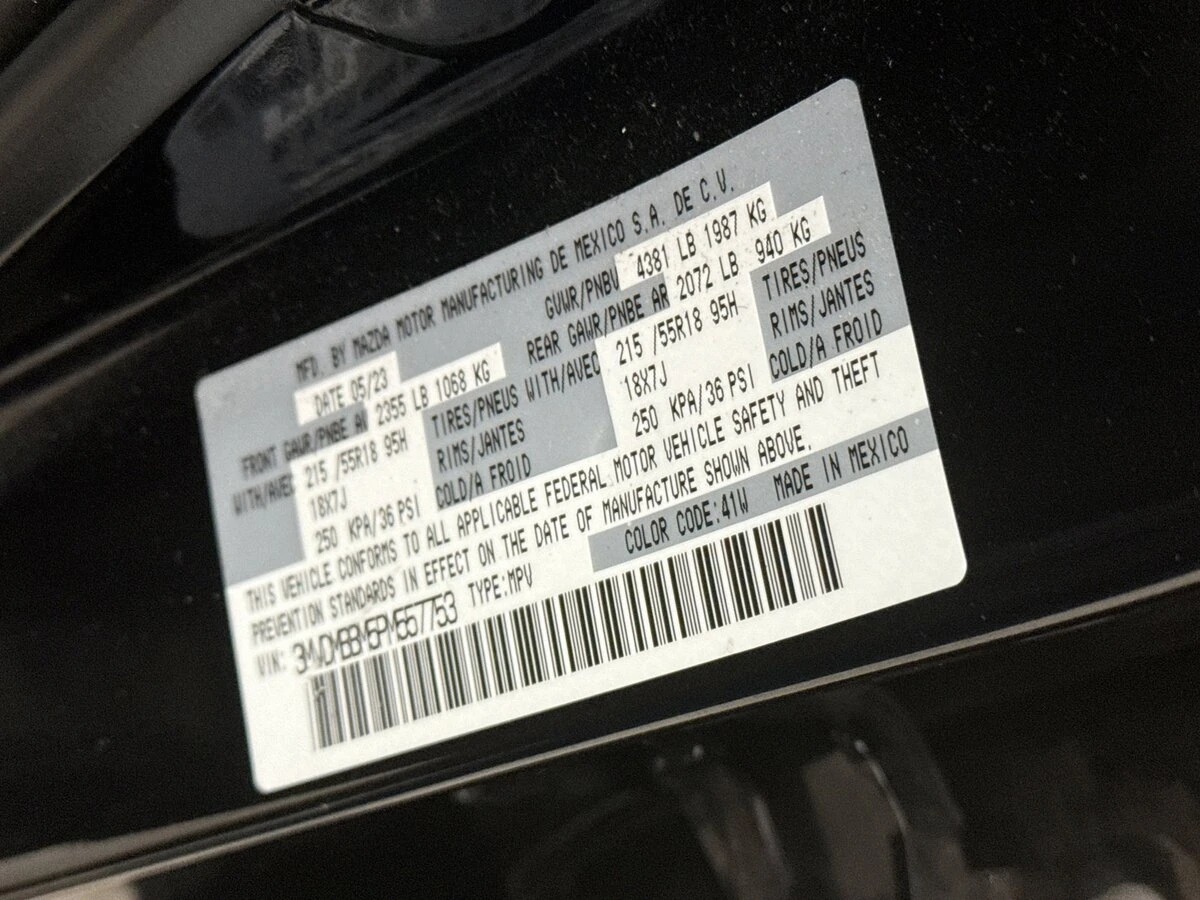 MFD. BY MAZDA MOTOR MANUFACTURING DE MEXICO S.A. DE C.V.
DATE 05/23 GVWR/PNBV 4381 LB 1987 KG
FRONT GAWR/PNBE AV 2355 LB 1068 KG REAR GAWR/PNBE AR 2072 LB 940 KG
WITH/AVEC 215 /55R18 95H TIRES/PNEUS WITH/AVEC 215 /55R18 95H TIRES/PNEUS
18X7J RIMS/JANTES 18X7J RIMS/JANTES
250 KPA/36 PSI COLD/A FROID 250 KPA/36 PSI COLD/A FROID
THIS VEHICLE CONFORMS TO ALL APPLICABLE FEDERAL MOTOR VEHICLE SAFETY AND THEFT
PREVENTION STANDARDS IN EFFECT ON THE DATE OF MANUFACTURE SHOWN ABOVE.
VIN: 3MVDMBBM5PM557753 TYPE:MPV COLOR CODE:41W MADE IN MEXICO